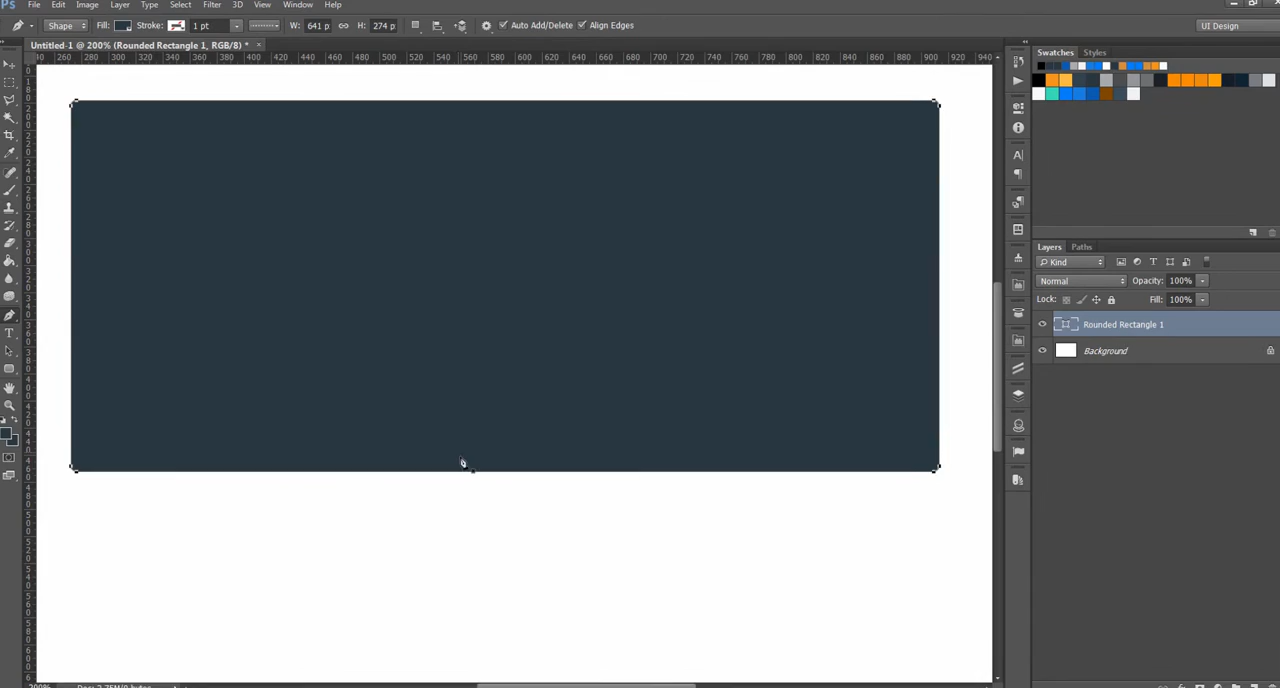 Ps File Edit Image Layer Type Select Filter 3D View Window Help
Shape Fill: Stroke: 1 pt W: 641 p H: 274 p Auto Add/Delete Align Edges UI Design
Untitled-1 @ 200% (Rounded Rectangle 1, RGB/8) * ×
260 280 300 320 340 360 380 400 420 440 460 480 500 520 540 560 580 600 620 640 660 680 700 720 740 760 780 800 820 840 860 880 900 920 940
Swatches Styles
Layers Paths
Kind
Normal Opacity: 100%
Lock: Fill: 100%
Rounded Rectangle 1
Background
200%